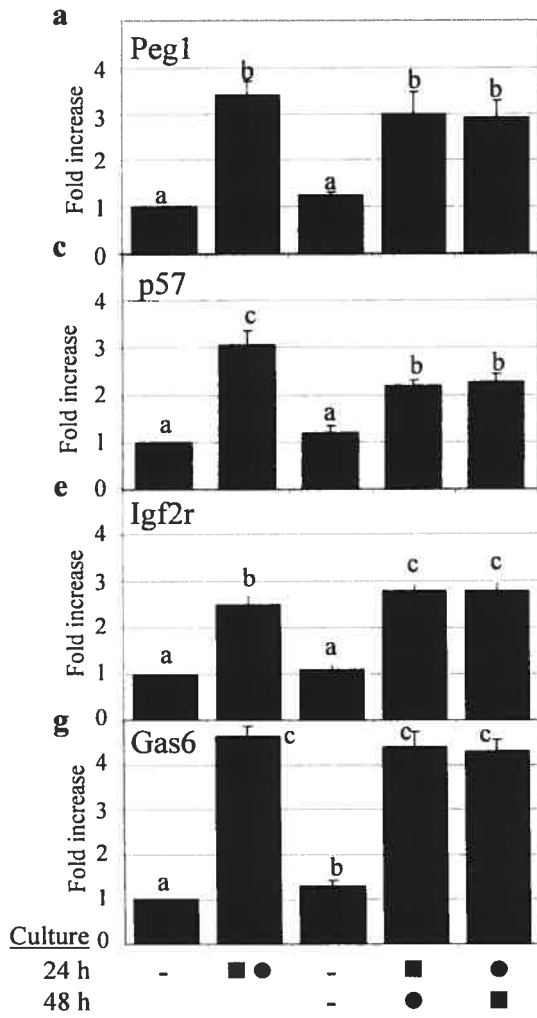 a
Peg1
4
3
2
1
0
Fold increase
a
b
a
b
b
c
p57
4
3
2
1
0
Fold increase
a
c
a
b
b
e
Igf2r
4
3
2
1
0
Fold increase
a
b
a
c
c
g
Gas6
4
3
2
1
0
Fold increase
a
c
b
c
c
Culture
24 h - ■ ● - ■ ●
48 h - ● ■